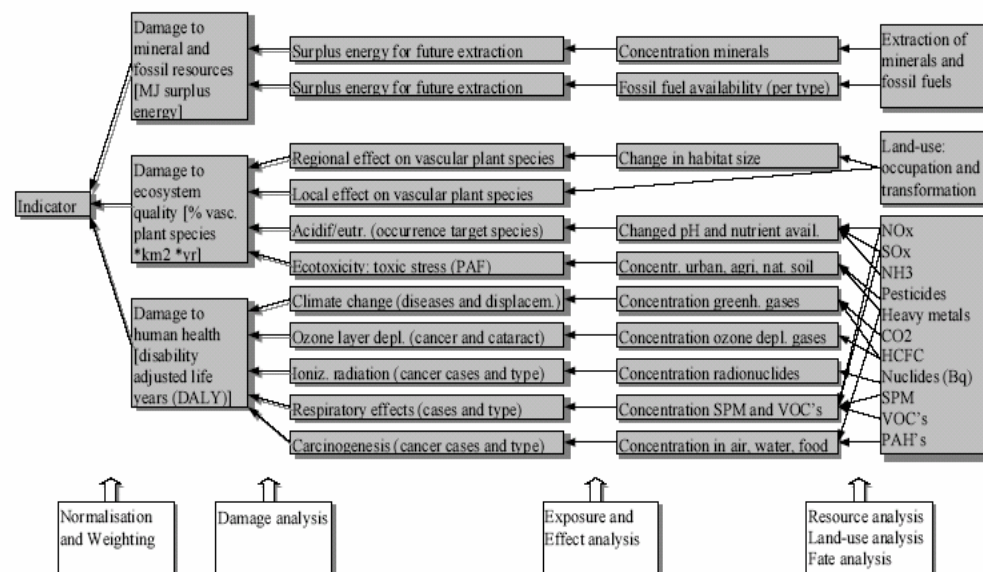 Damage to
mineral and
fossil resources
[MJ surplus
energy]
Surplus energy for future extraction
Concentration minerals
Extraction of
minerals and
fossil fuels
Surplus energy for future extraction
Fossil fuel availability (per type)
Indicator
Damage to
ecosystem
quality [% vasc.
plant species
*km2 *yr]
Regional effect on vascular plant species
Change in habitat size
Land-use:
occupation and
transformation
Local effect on vascular plant species
Acidif/eutr. (occurrence target species)
Changed pH and nutrient avail.
Ecotoxicity: toxic stress (PAF)
Concentr. urban, agri, nat. soil
Damage to
human health
[disability
adjusted life
years (DALY)]
Climate change (diseases and displacem.)
Concentration greenh. gases
Ozone layer depl. (cancer and cataract)
Concentration ozone depl. gases
Ioniz. radiation (cancer cases and type)
Concentration radionuclides
Respiratory effects (cases and type)
Concentration SPM and VOC's
Carcinogenesis (cancer cases and type)
Concentration in air, water, food
NOx
SOx
NH3
Pesticides
Heavy metals
CO2
HCFC
Nuclides (Bq)
SPM
VOC's
PAH's
Normalisation
and Weighting
Damage analysis
Exposure and
Effect analysis
Resource analysis
Land-use analysis
Fate analysis